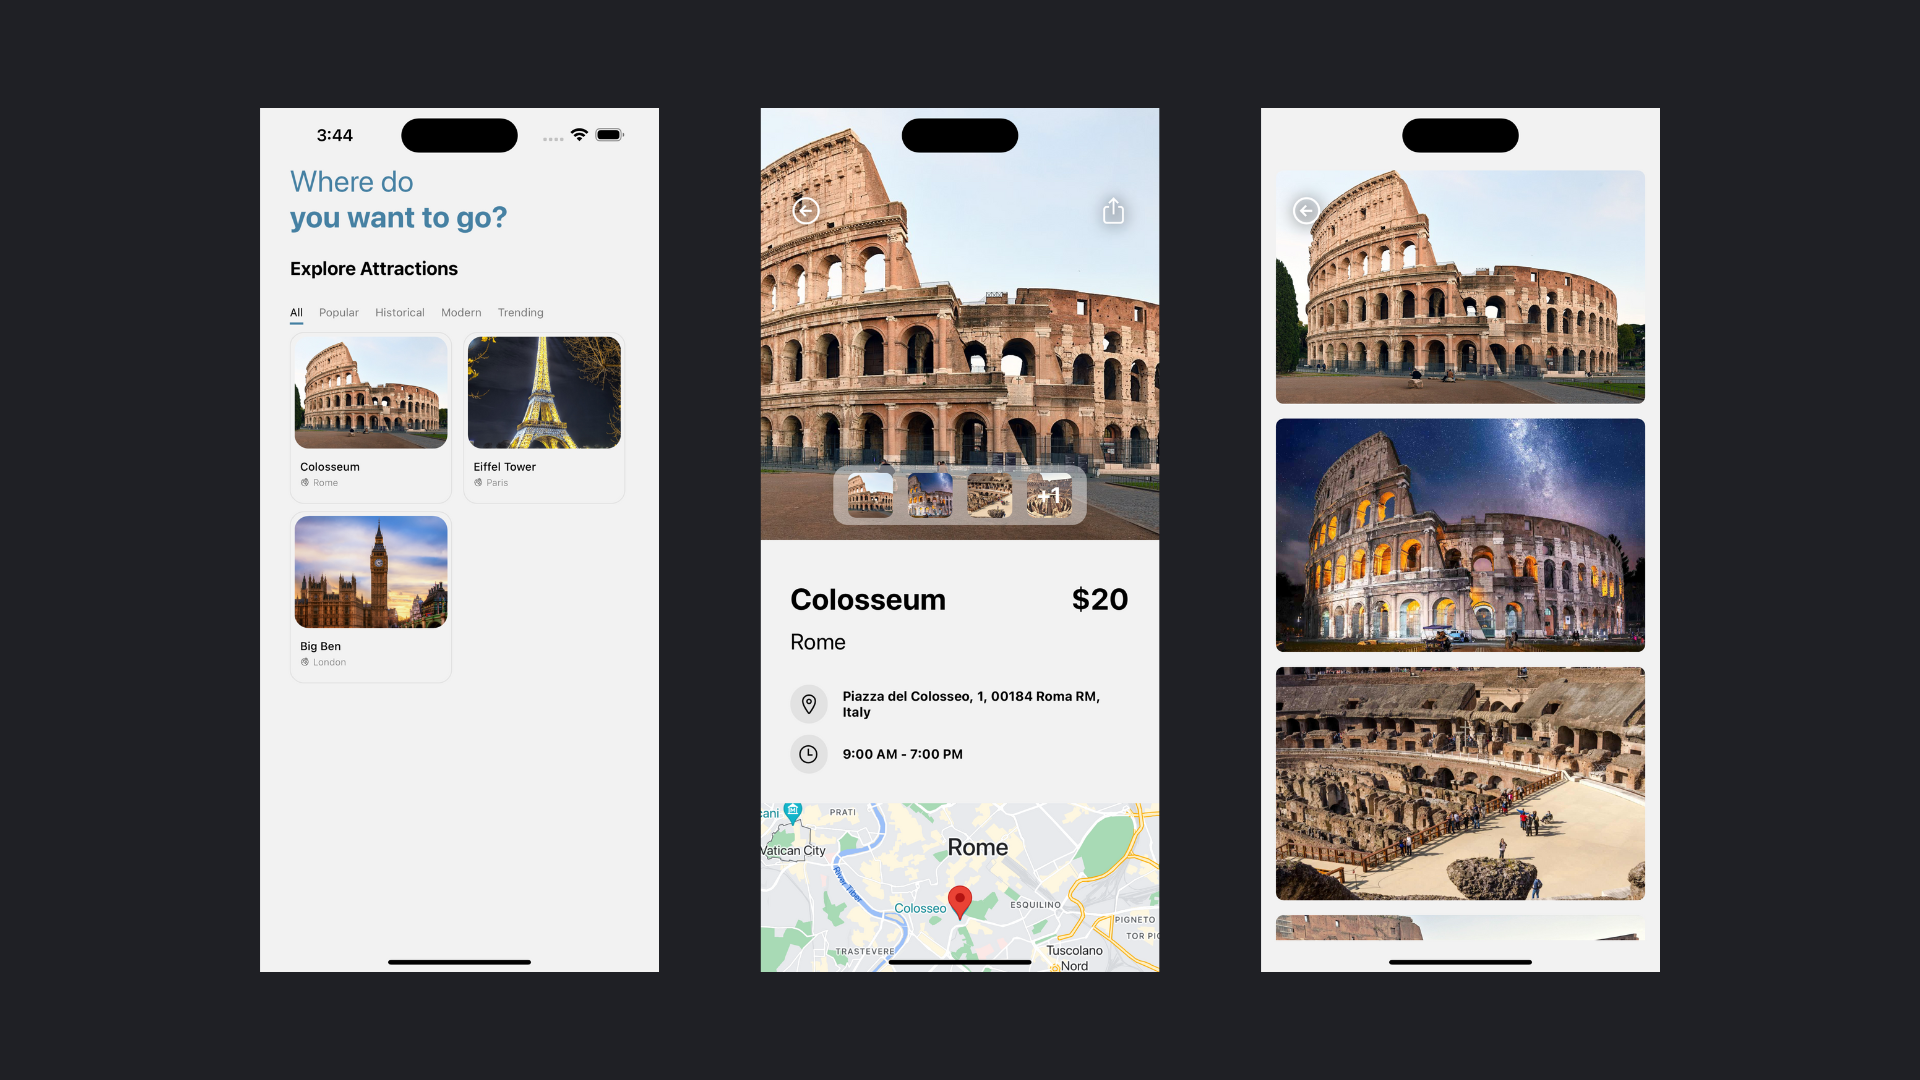 3:44
Where do
you want to go?
Explore Attractions
All Popular Historical Modern Trending
Colosseum
Rome
Eiffel Tower
Paris
Big Ben
London
+1
Colosseum $20
Rome
Piazza del Colosseo, 1, 00184 Roma RM,
Italy
9:00 AM - 7:00 PM
cani
PRATI
Vatican City
Rome
River Tiber
Colosseo
ESQUILINO
PIGNETO
TOR PIG
TRASTEVERE
Tuscolano
Nord